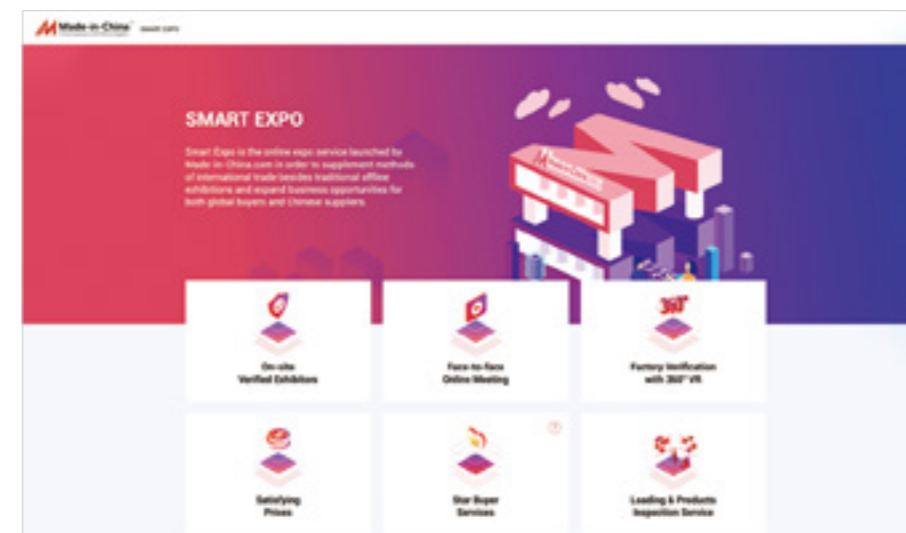 Made-in-China
SMART EXPO
SMART EXPO
Smart Expo is the online expo service launched by
Made-in-China.com in order to supplement methods
of international trade besides traditional offline
exhibitions and expand business opportunities for
both global buyers and Chinese suppliers.
360°
On-site
Verified Exhibitors
Face-to-face
Online Meeting
Factory Verification
with 360° VR
?
Satisfying
Prices
Star Buyer
Services
Loading & Products
Inspection Service